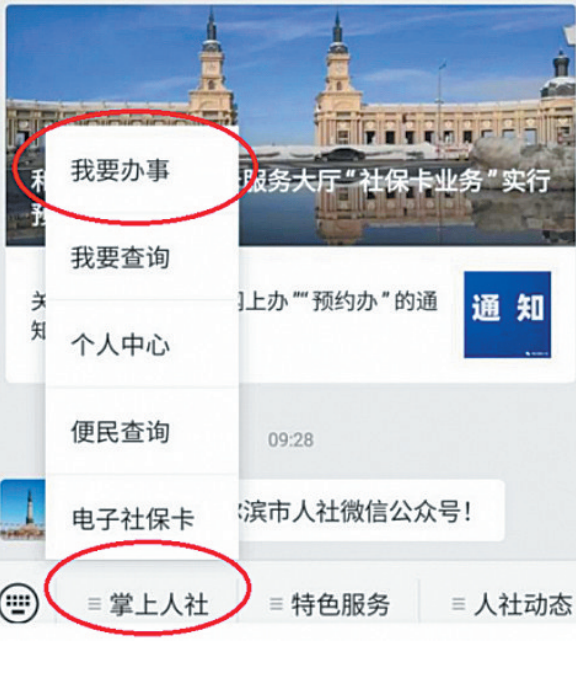 我要办事
服务大厅“社保卡业务”实行
我要查询
上办”“预约办”的通
知
通 知
个人中心
便民查询
09:28
电子社保卡
滨市人社微信公众号！
掌上人社
特色服务
人社动态